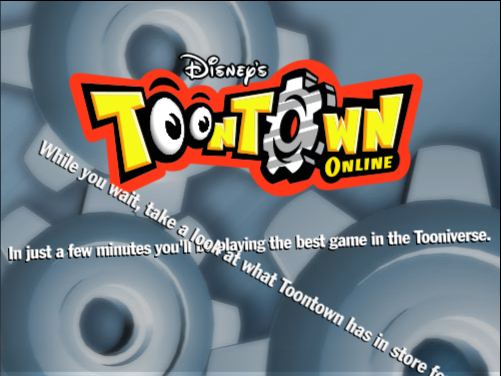 Disney's
TOONTOWN
ONLINE
While you wait, take a look at what Toontown has in store
In just a few minutes you'll playing the best game in the Tooniverse.